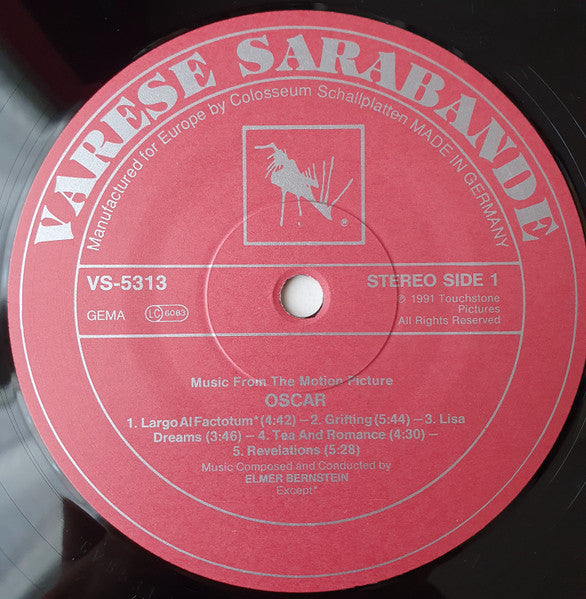 VARESE SARABANDE
Manufactured for Europe by Colosseum Schallplatten MADE IN GERMANY
®
VS-5313
STEREO SIDE 1
GEMA
LC 6083
℗ 1991 Touchstone
Pictures
All Rights Reserved
Music From The Motion Picture
OSCAR
1. Largo Al Factotum* (4:42) – 2. Grifting (5:44) – 3. Lisa
Dreams (3:46) – 4. Tea And Romance (4:30) –
5. Revelations (5:28)
Music Composed and Conducted by
ELMER BERNSTEIN
Except*